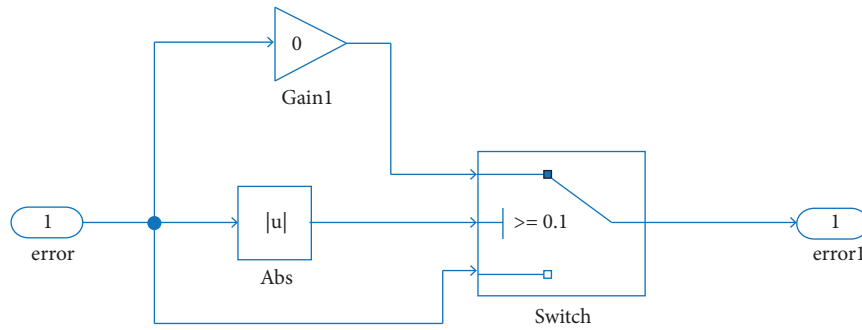 0
Gain1
1
error
|u|
Abs
>= 0.1
Switch
1
error1